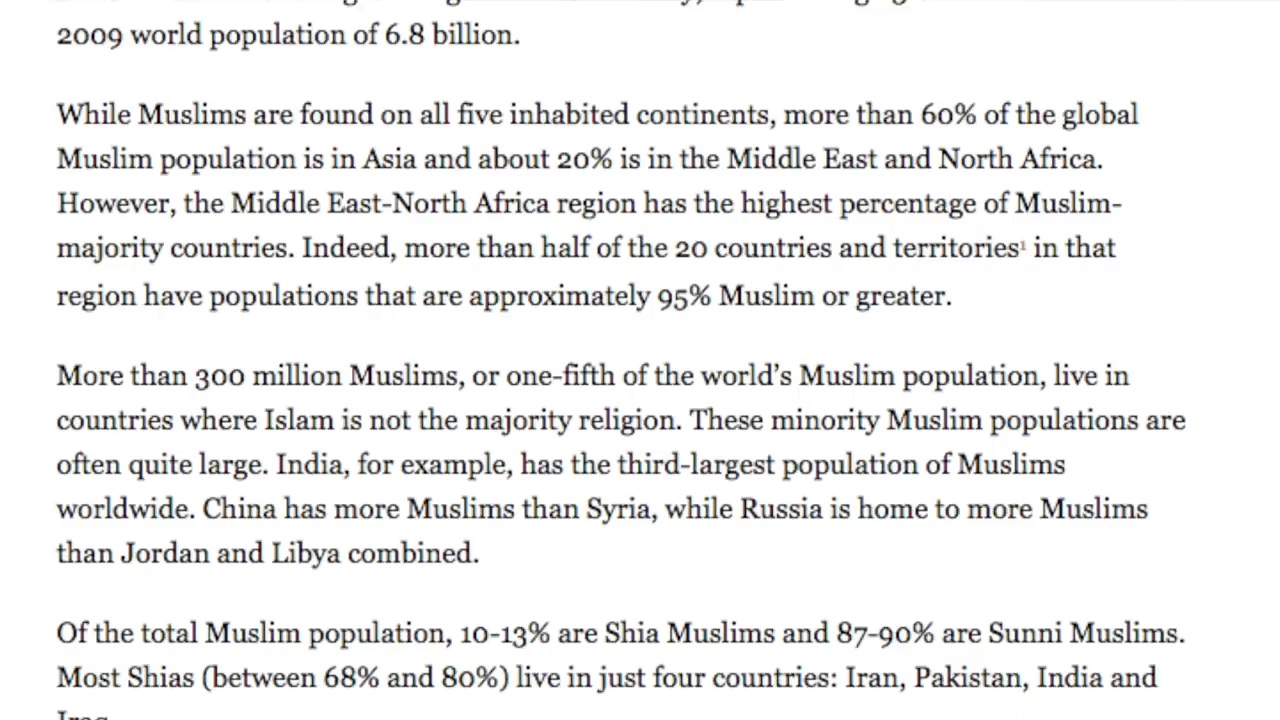 2009 world population of 6.8 billion.
While Muslims are found on all five inhabited continents, more than 60% of the global
Muslim population is in Asia and about 20% is in the Middle East and North Africa.
However, the Middle East-North Africa region has the highest percentage of Muslim-
majority countries. Indeed, more than half of the 20 countries and territories¹ in that
region have populations that are approximately 95% Muslim or greater.
More than 300 million Muslims, or one-fifth of the world’s Muslim population, live in
countries where Islam is not the majority religion. These minority Muslim populations are
often quite large. India, for example, has the third-largest population of Muslims
worldwide. China has more Muslims than Syria, while Russia is home to more Muslims
than Jordan and Libya combined.
Of the total Muslim population, 10-13% are Shia Muslims and 87-90% are Sunni Muslims.
Most Shias (between 68% and 80%) live in just four countries: Iran, Pakistan, India and
Iraq